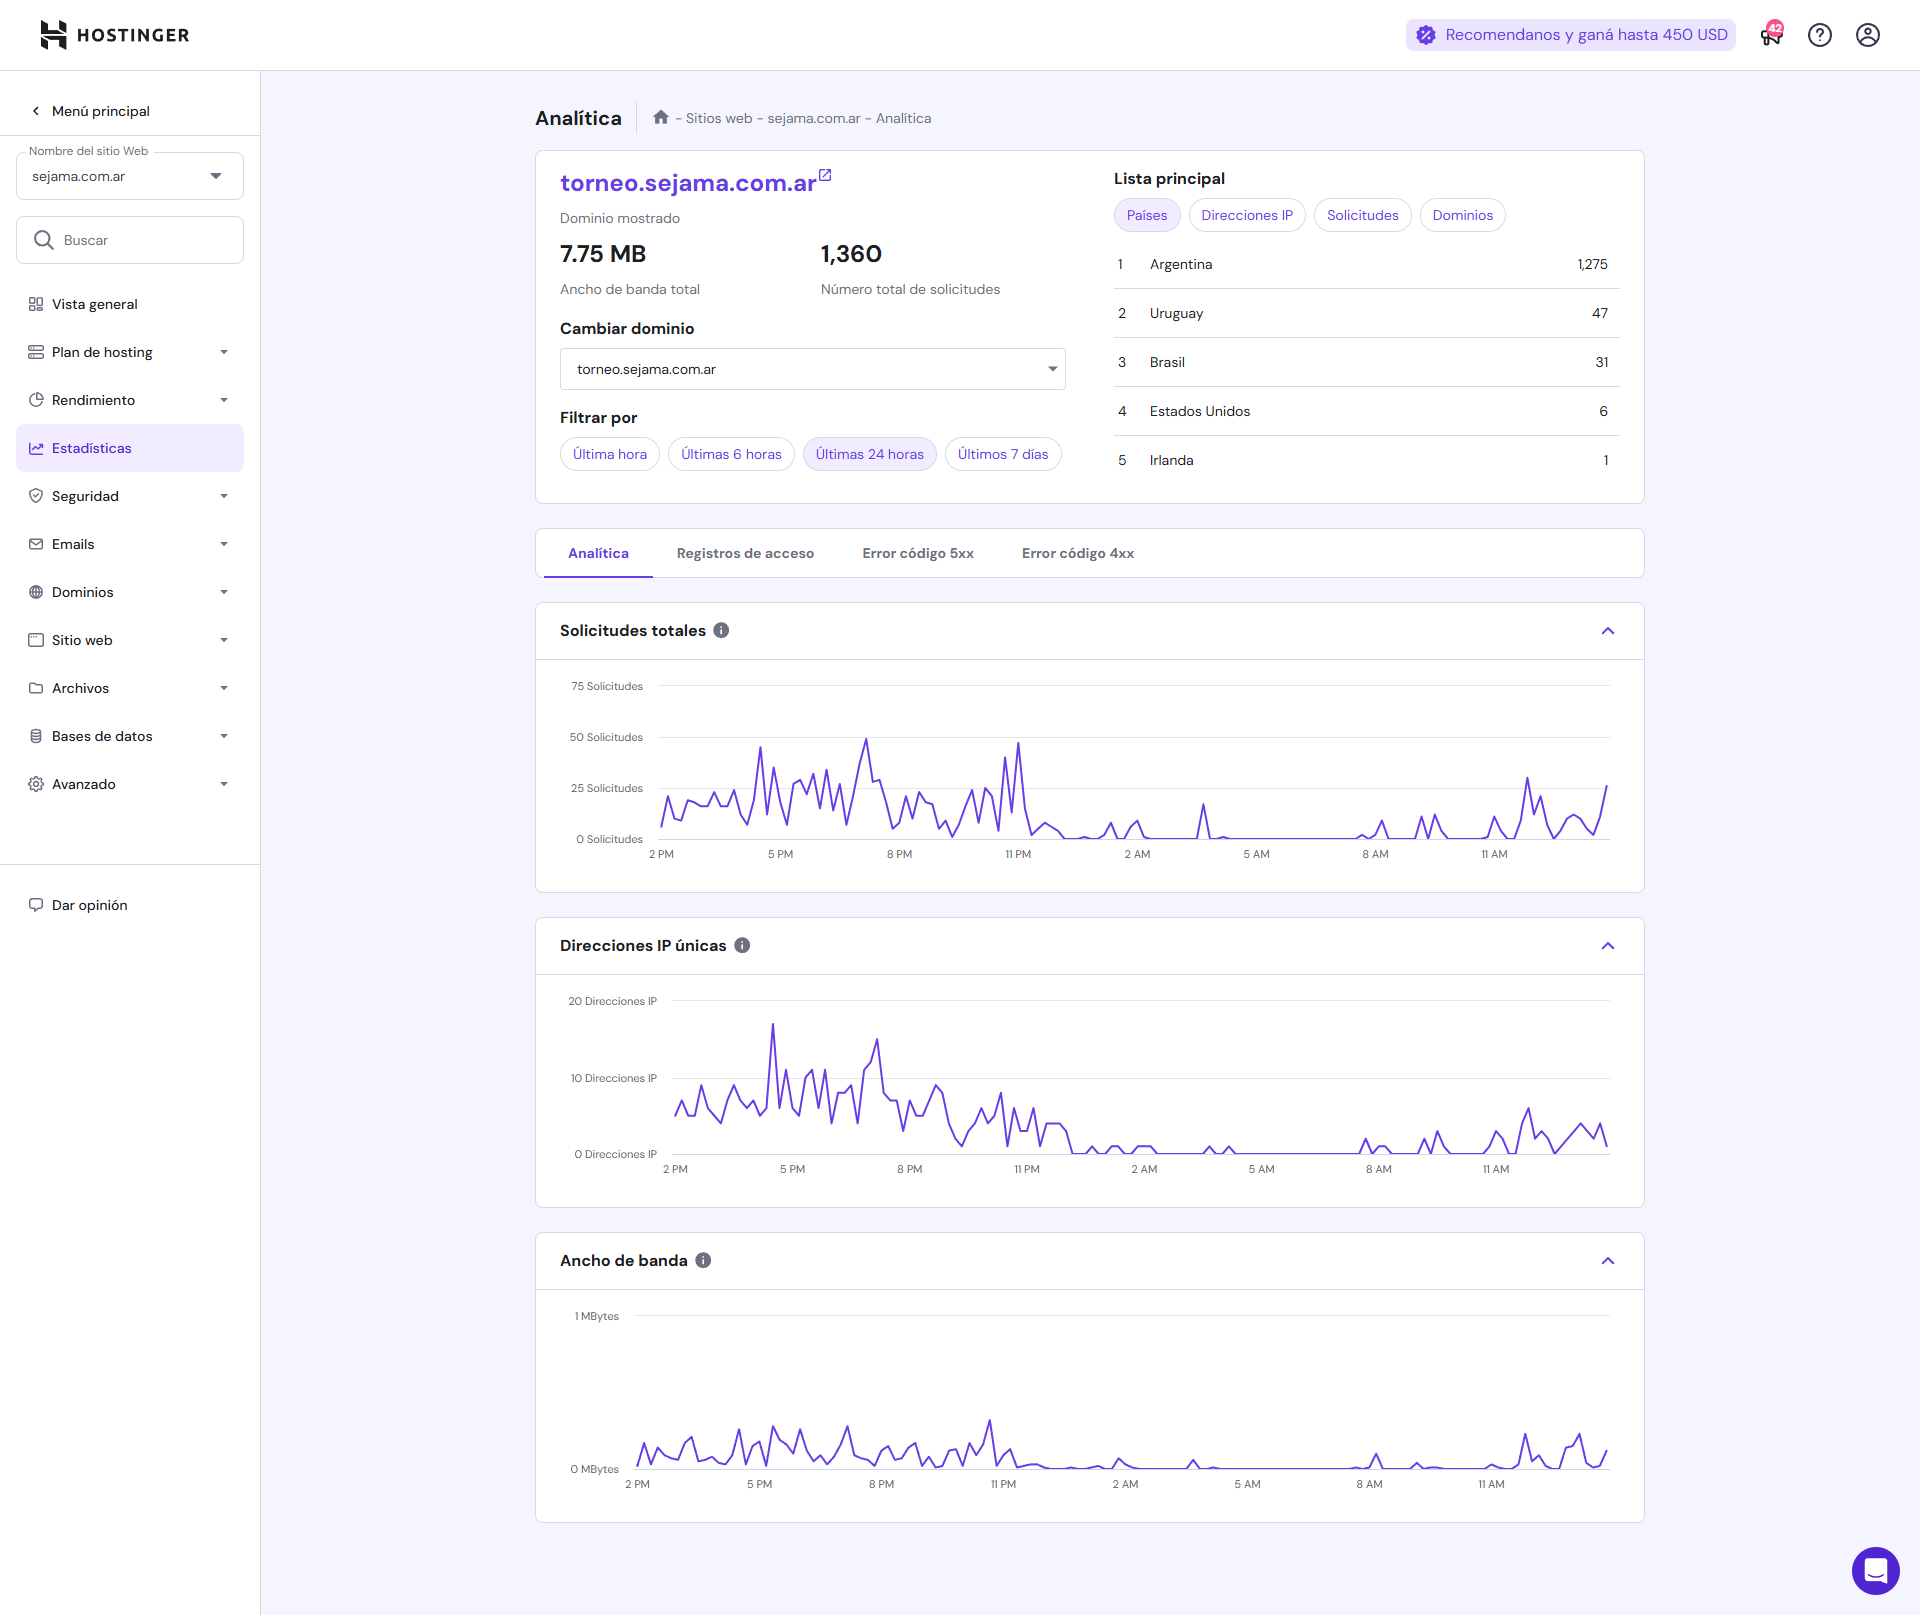 HOSTINGER
Recomendanos y ganá hasta 450 USD
42
Menú principal
Nombre del sitio Web
sejama.com.ar
Buscar
Vista general
Plan de hosting
Rendimiento
Estadísticas
Seguridad
Emails
Dominios
Sitio web
Archivos
Bases de datos
Avanzado
Dar opinión
Analítica
- Sitios web - sejama.com.ar - Analítica
torneo.sejama.com.ar
Dominio mostrado
7.75 MB
Ancho de banda total
1,360
Número total de solicitudes
Cambiar dominio
torneo.sejama.com.ar
Filtrar por
Última hora
Últimas 6 horas
Últimas 24 horas
Últimos 7 días
Lista principal
Países
Direcciones IP
Solicitudes
Dominios
1 Argentina 1,275
2 Uruguay 47
3 Brasil 31
4 Estados Unidos 6
5 Irlanda 1
Analítica
Registros de acceso
Error código 5xx
Error código 4xx
Solicitudes totales
75 Solicitudes
50 Solicitudes
25 Solicitudes
0 Solicitudes
2 PM 5 PM 8 PM 11 PM 2 AM 5 AM 8 AM 11 AM
Direcciones IP únicas
20 Direcciones IP
10 Direcciones IP
0 Direcciones IP
2 PM 5 PM 8 PM 11 PM 2 AM 5 AM 8 AM 11 AM
Ancho de banda
1 MBytes
0 MBytes
2 PM 5 PM 8 PM 11 PM 2 AM 5 AM 8 AM 11 AM